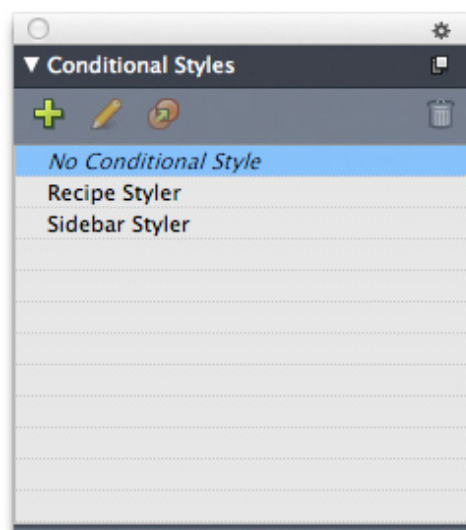 Conditional Styles
No Conditional Style
Recipe Styler
Sidebar Styler